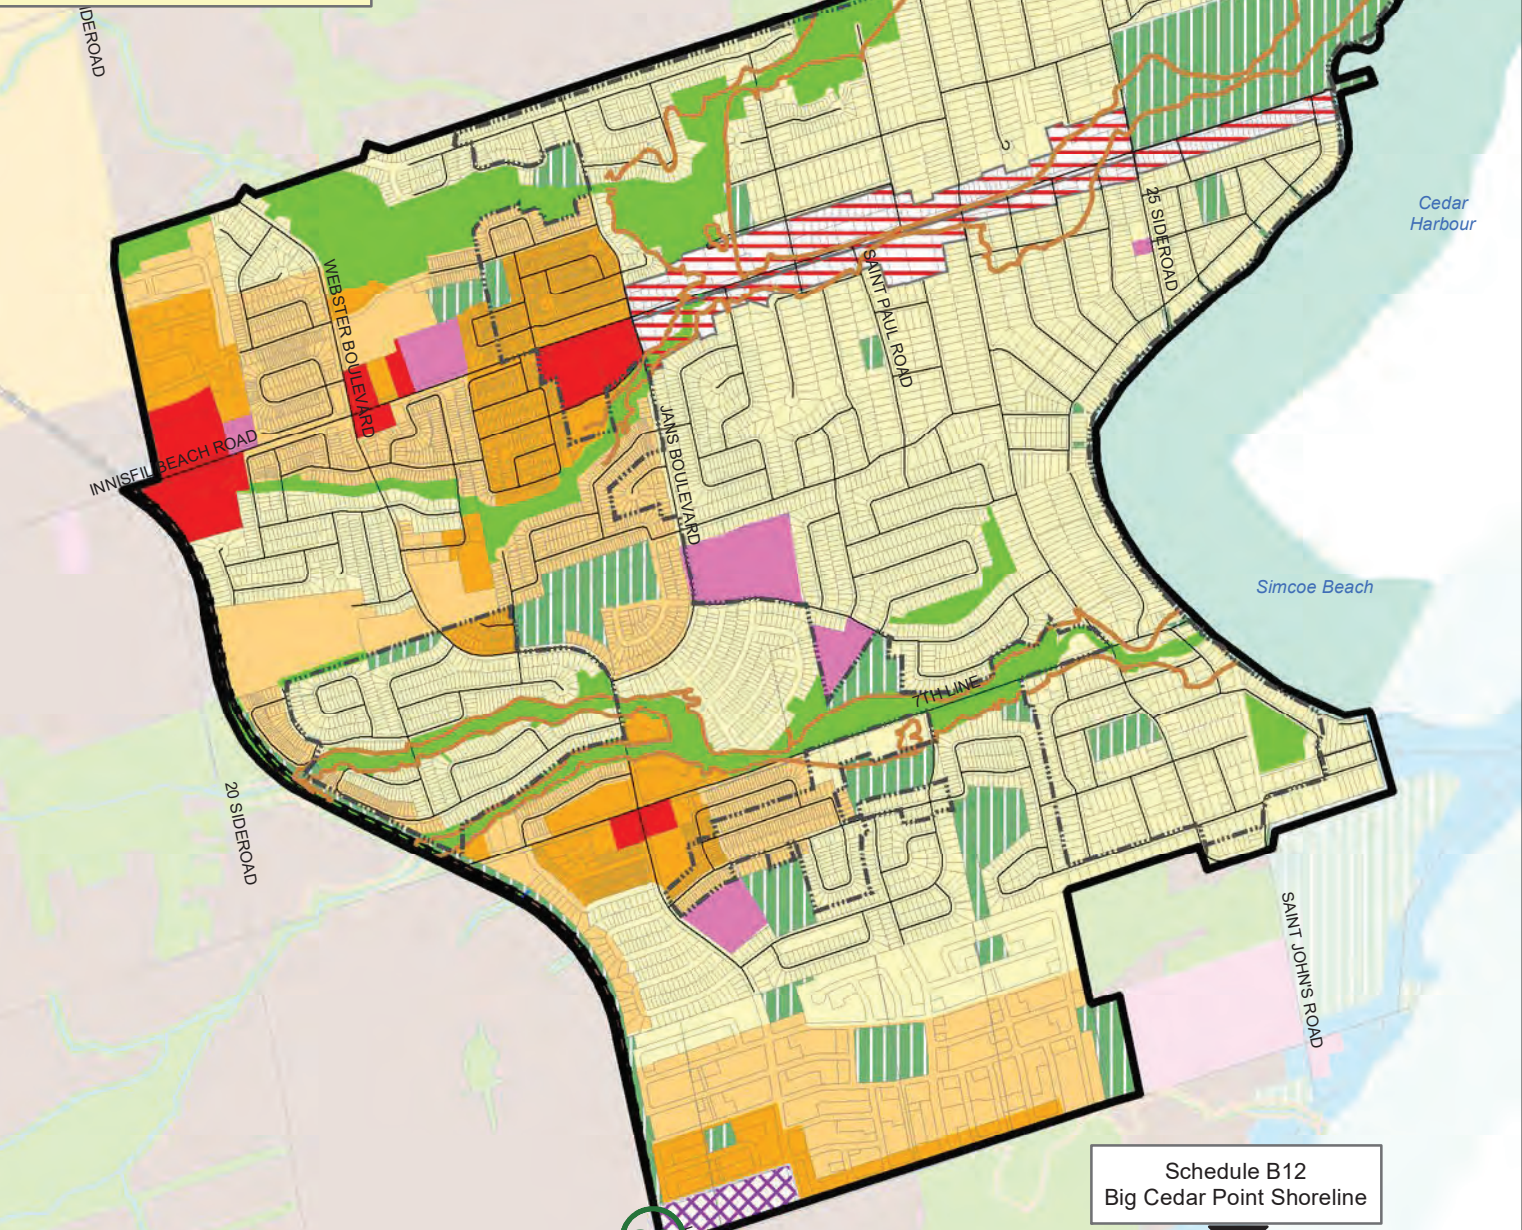 IDEROAD
Cedar
Harbour
25 SIDEROAD
WEBSTER BOULEVARD
SAINT PAUL ROAD
INNISFIL BEACH ROAD
JANS BOULEVARD
Simcoe Beach
7TH LINE
20 SIDEROAD
SAINT JOHN'S ROAD
Schedule B12
Big Cedar Point Shoreline